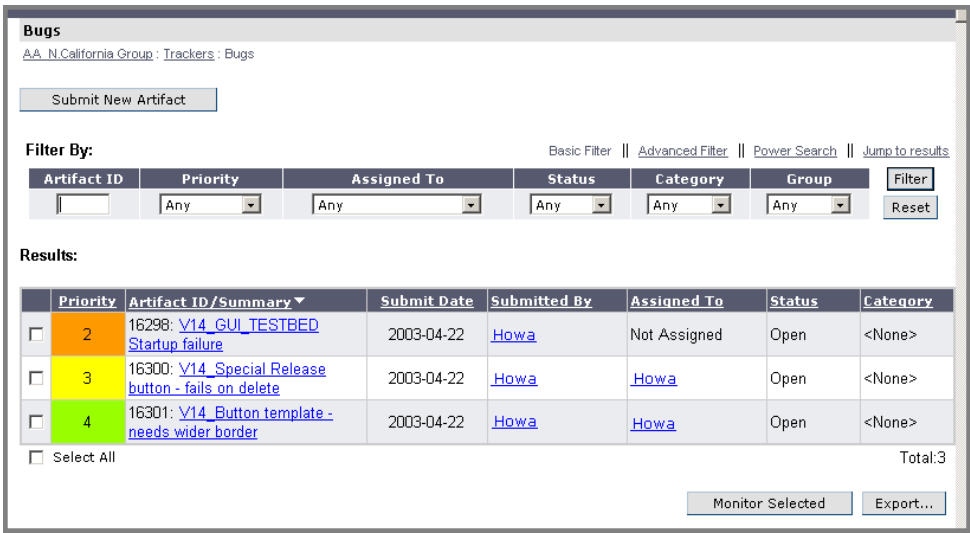 Bugs
AA N.California Group : Trackers : Bugs
Submit New Artifact
Filter By:
Basic Filter || Advanced Filter || Power Search || Jump to results
Artifact ID Priority Assigned To Status Category Group Filter
Any Any Any Any Any Reset
Results:
Priority Artifact ID/Summary Submit Date Submitted By Assigned To Status Category
2 16298: V14_GUI_TESTBED Startup failure 2003-04-22 Howa Not Assigned Open <None>
3 16300: V14_Special Release button - fails on delete 2003-04-22 Howa Howa Open <None>
4 16301: V14_Button template - needs wider border 2003-04-22 Howa Howa Open <None>
Select All Total:3
Monitor Selected Export...